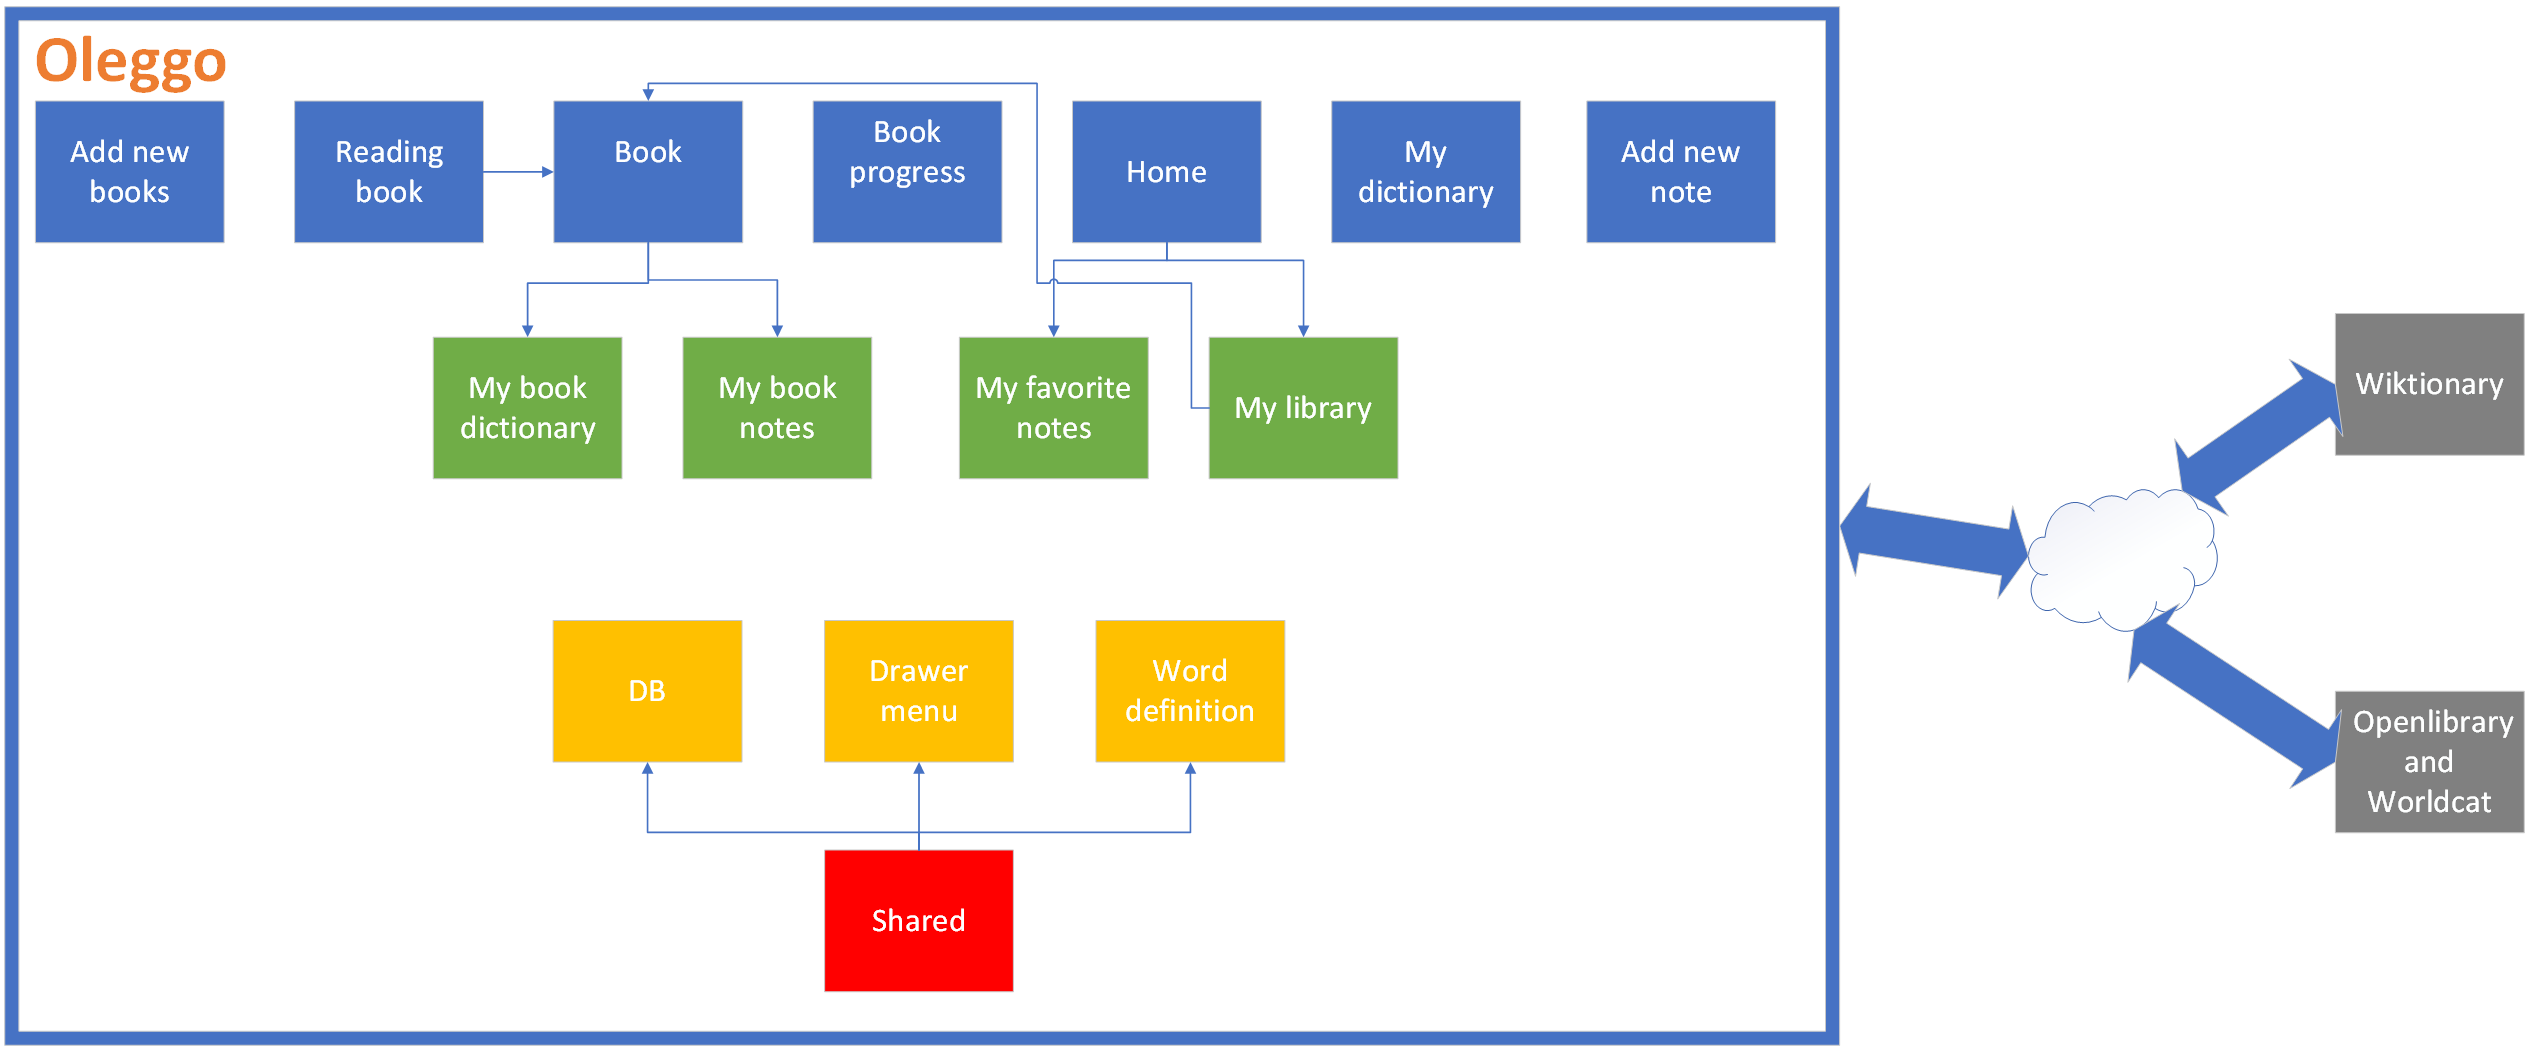 Oleggo
Add new
books
Reading
book
Book
Book
progress
Home
My
dictionary
Add new
note
My book
dictionary
My book
notes
My favorite
notes
My library
Wiktionary
DB
Drawer
menu
Word
definition
Openlibrary
and
Worldcat
Shared